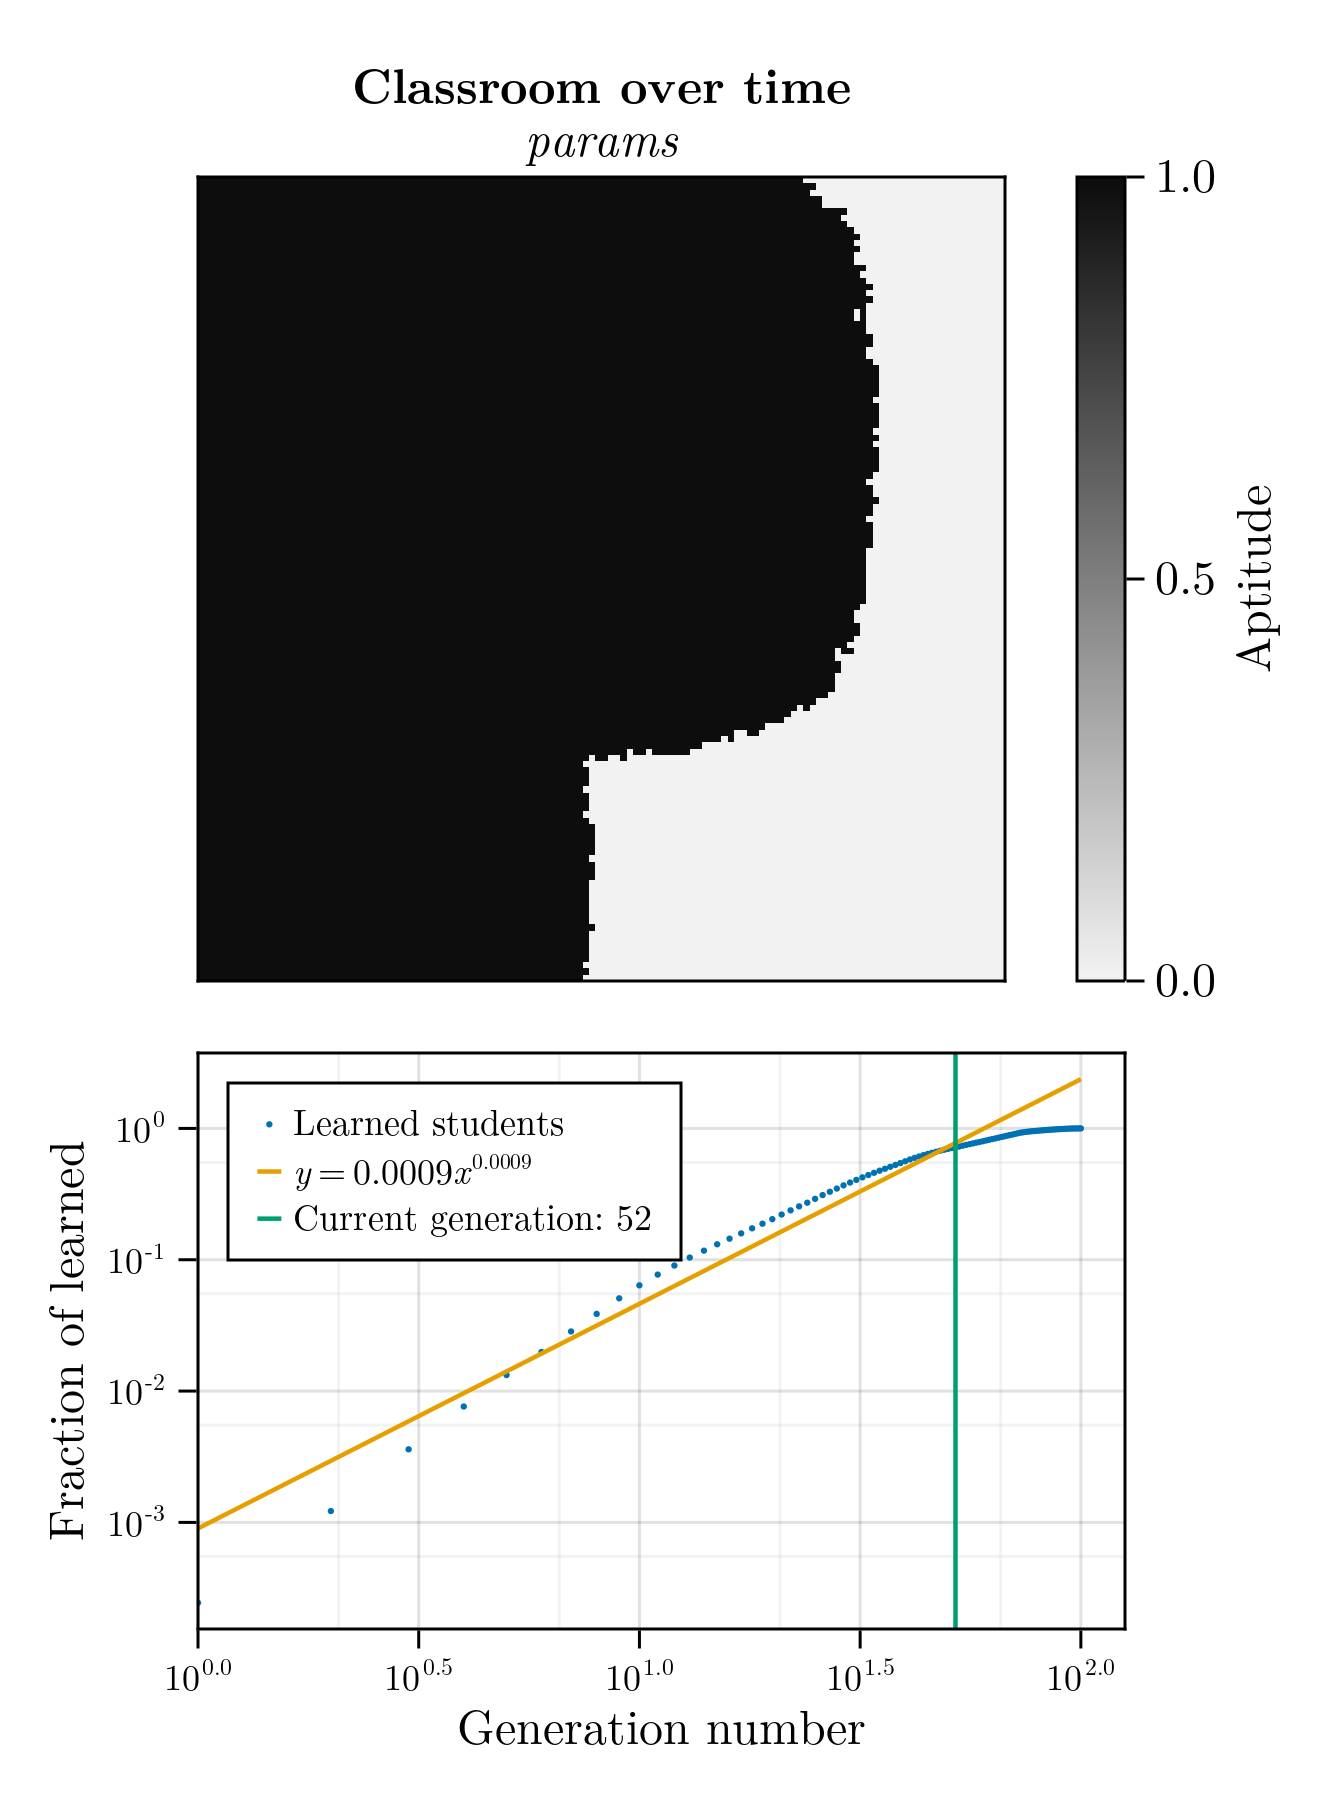 Classroom over time
params
1.0
0.5
0.0
Aptitude
Learned students
y = 0.0009x^0.0009
Current generation: 52
10^0
10^-1
10^-2
10^-3
Fraction of learned
10^0.0 10^0.5 10^1.0 10^1.5 10^2.0
Generation number